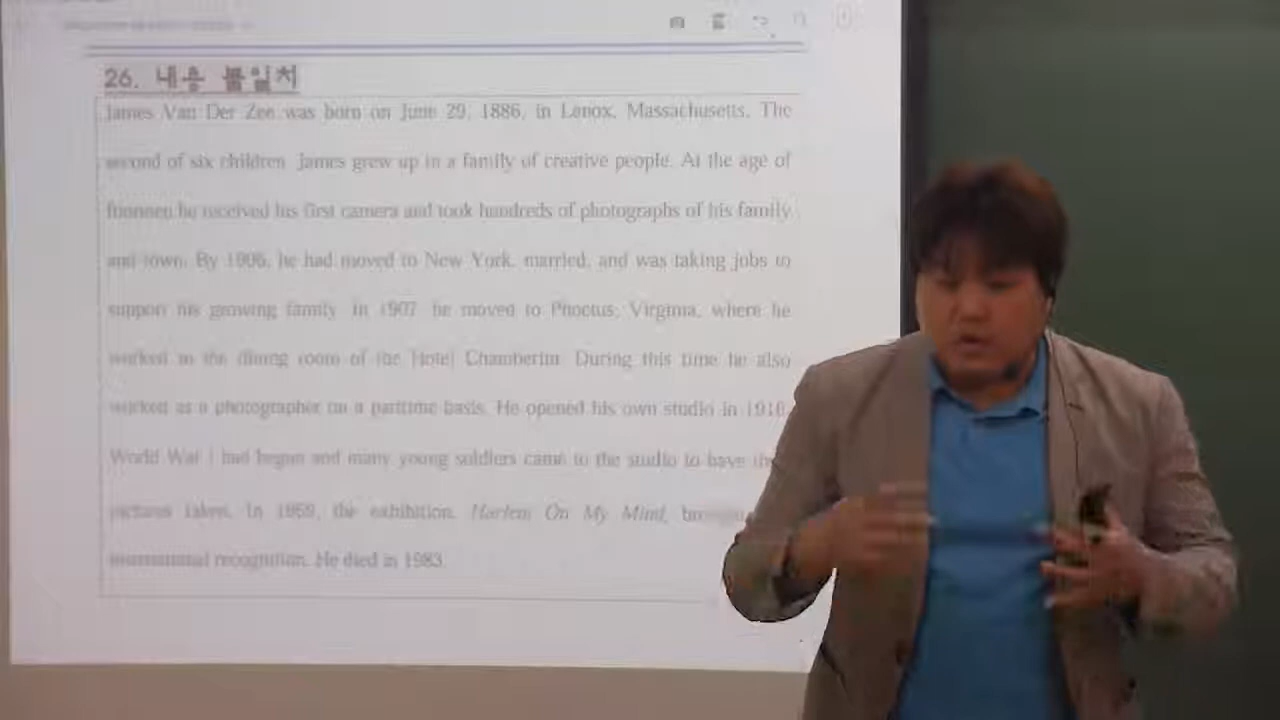 26. 내용 불일치
James Van Der Zee was born on June 29, 1886, in Lenox, Massachusetts. The
second of six children, James grew up in a family of creative people. At the age of
fourteen he received his first camera and took hundreds of photographs of his family
and town. By 1906, he had moved to New York, married, and was taking jobs to
support his growing family. In 1907, he moved to Phoetus, Virginia, where he
worked in the dining room of the Hotel Chamberlin. During this time he also
worked as a photographer on a parttime basis. He opened his own studio in 1916.
World War I had begun and many young soldiers came to the studio to have
pictures taken. In 1969, the exhibition, Harlem On My Mind,
international recognition. He died in 1983.